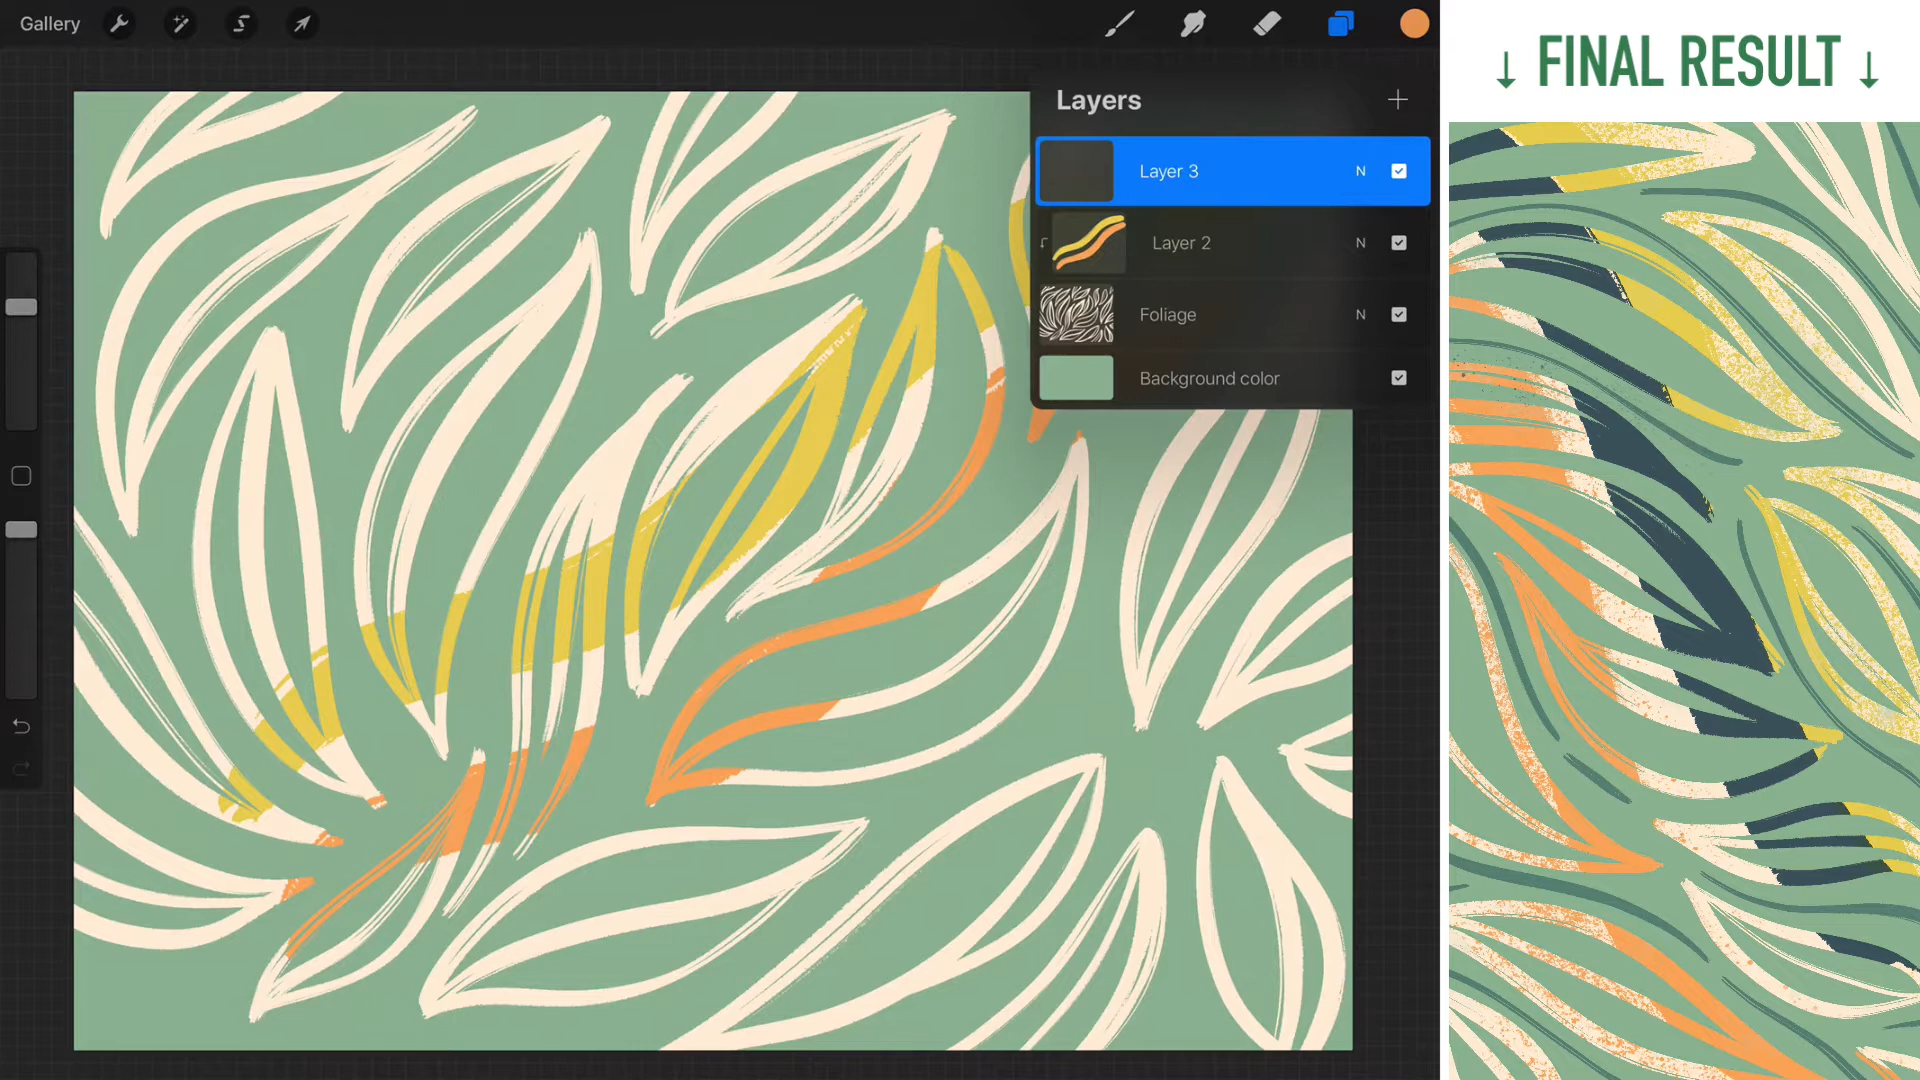 Gallery
↓ FINAL RESULT ↓
Layers
Layer 3 N
Layer 2 N
Foliage N
Background color